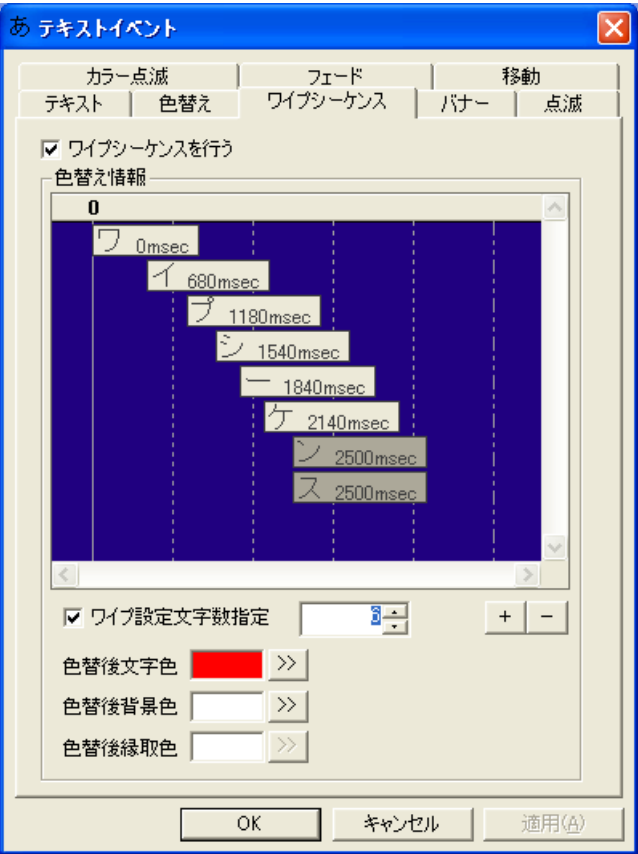 あ テキストイベント
カラー点滅 フェード 移動
テキスト 色替え ワイプシーケンス バナー 点滅
ワイプシーケンスを行う
色替え情報
0
ワ 0msec
イ 680msec
プ 1180msec
シ 1540msec
ー 1840msec
ケ 2140msec
ン 2500msec
ス 2500msec
ワイプ設定文字数指定 6 + −
色替後文字色 >>
色替後背景色 >>
色替後縁取色 >>
OK キャンセル 適用(A)